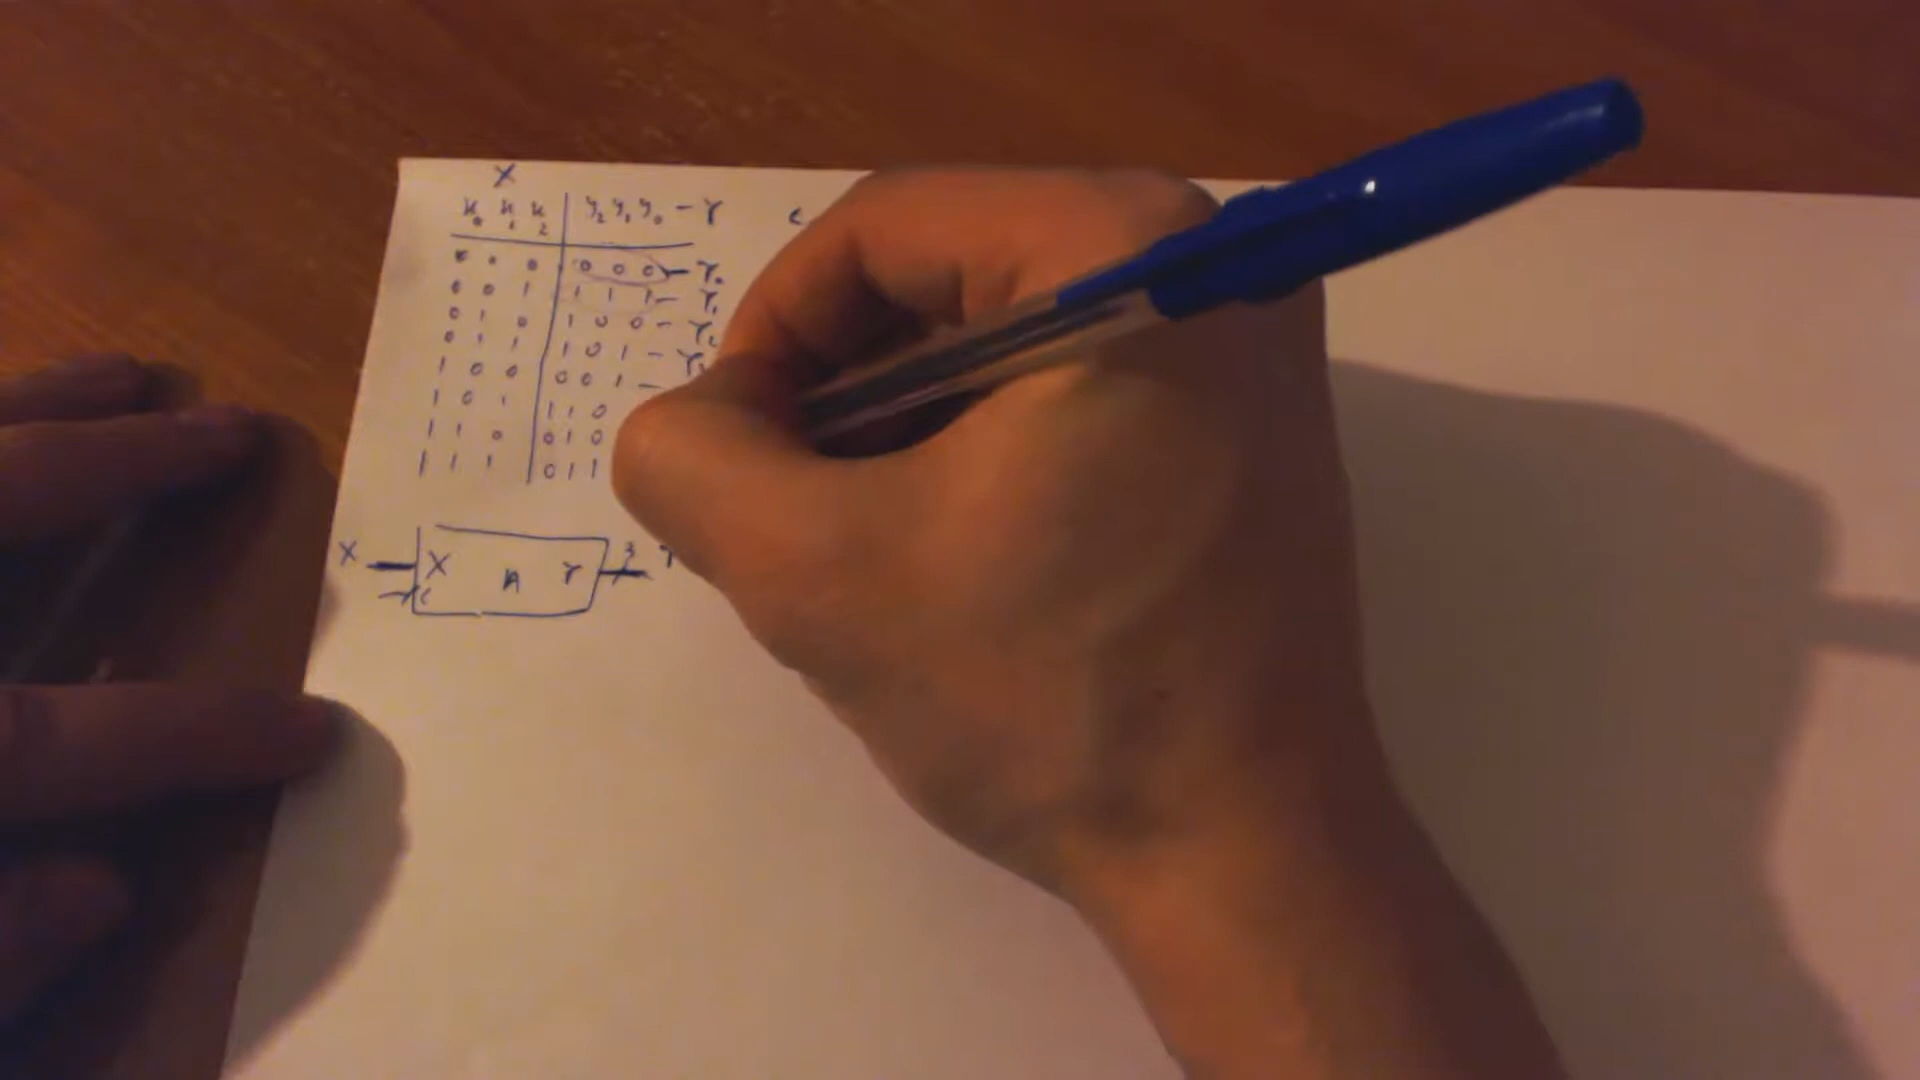 X
x₀ x₁ x₂ | y₂ y₁ y₀ – Y
0 0 0 | 0 0 0 – Y₀
0 0 1 | 1 1 1 – Y₁
0 1 0 | 1 0 0 – Y₂
0 1 1 | 1 0 1 – Y₃
1 0 0 | 0 0 1 –
1 0 1 | 1 1 0
1 1 0 | 0 1 0
1 1 1 | 0 1 1
X X A Y 3 Y
C